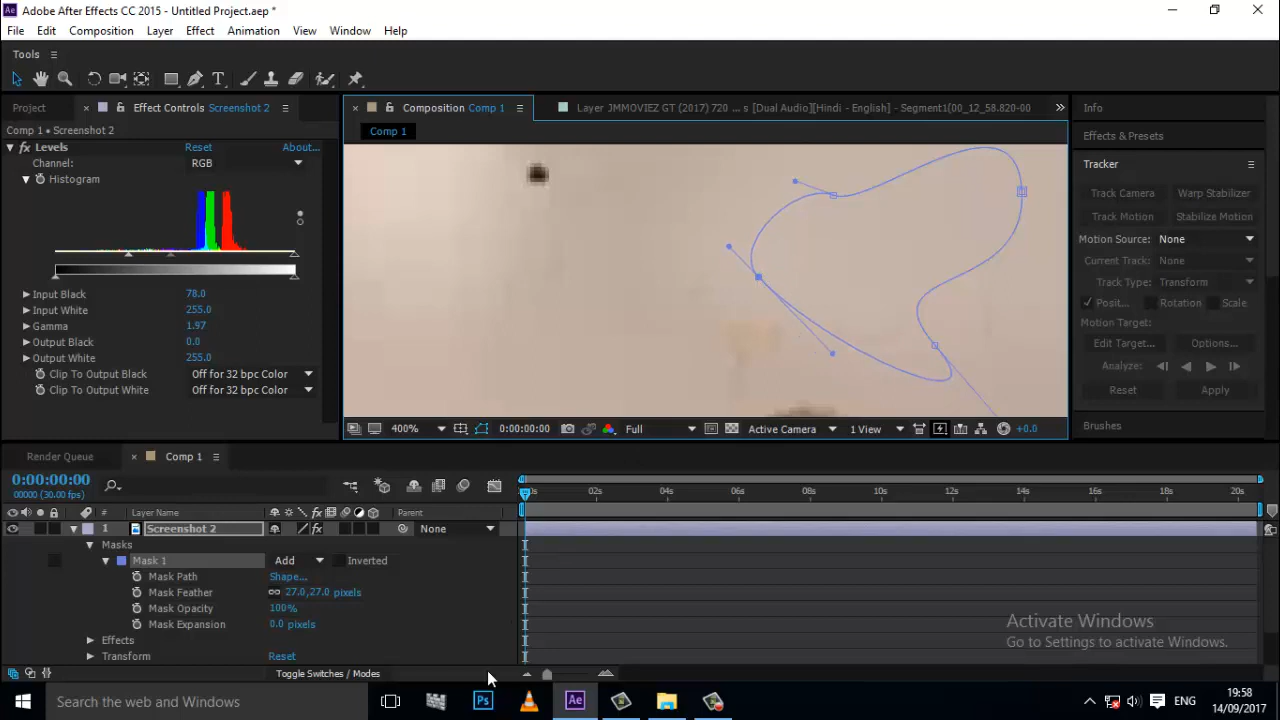 Adobe After Effects CC 2015 - Untitled Project.aep *
File Edit Composition Layer Effect Animation View Window Help
Tools
Project
Effect Controls Screenshot 2
Composition Comp 1
Layer JMMOVIEZ GT (2017) 720 ... s [Dual Audio][Hindi - English] - Segment1(00_12_58.820-00
Info
Comp 1 • Screenshot 2
Comp 1
Effects & Presets
fx Levels Reset About...
Channel: RGB
Tracker
Histogram
Track Camera Warp Stabilizer
Track Motion Stabilize Motion
Motion Source: None
Current Track: None
Track Type: Transform
Input Black 78.0
Posit... Rotation Scale
Input White 255.0
Motion Target:
Gamma 1.97
Edit Target... Options...
Output Black 0.0
Output White 255.0
Analyze:
Clip To Output Black Off for 32 bpc Color
Clip To Output White Off for 32 bpc Color
Reset Apply
400% 0:00:00:00 Full Active Camera 1 View +0.0
Brushes
Render Queue Comp 1
0:00:00:00
00000 (30.00 fps)
0s 02s 04s 06s 08s 10s 12s 14s 16s 18s 20s
# Layer Name Parent
1 Screenshot 2 fx None
Masks
Mask 1 Add Inverted
Mask Path Shape...
Mask Feather 27.0,27.0 pixels
Mask Opacity 100%
Mask Expansion 0.0 pixels
Effects
Transform Reset
Activate Windows
Go to Settings to activate Windows.
Toggle Switches / Modes
Search the web and Windows
Ps
Ae
ENG
19:58
14/09/2017